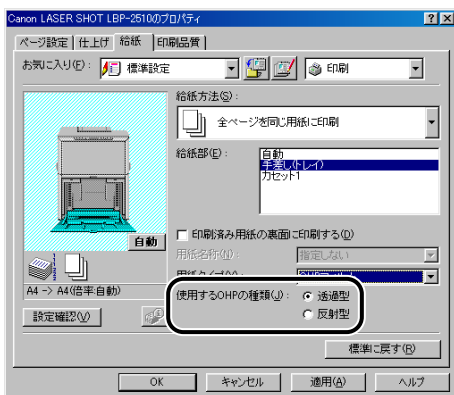 Canon LASER SHOT LBP-2510のプロパティ
ページ設定 仕上げ 給紙 印刷品質
お気に入り(F): 標準設定 印刷
給紙方法(S):
全ページを同じ用紙に印刷
給紙部(E): 自動
手差し(トレイ)
カセット1
自動
印刷済み用紙の裏面に印刷する(D)
用紙名称(N): 指定しない
A4 -> A4(倍率:自動)
使用するOHPの種類(J): 透過型
反射型
設定確認(V)
標準に戻す(R)
OK キャンセル 適用(A) ヘルプ